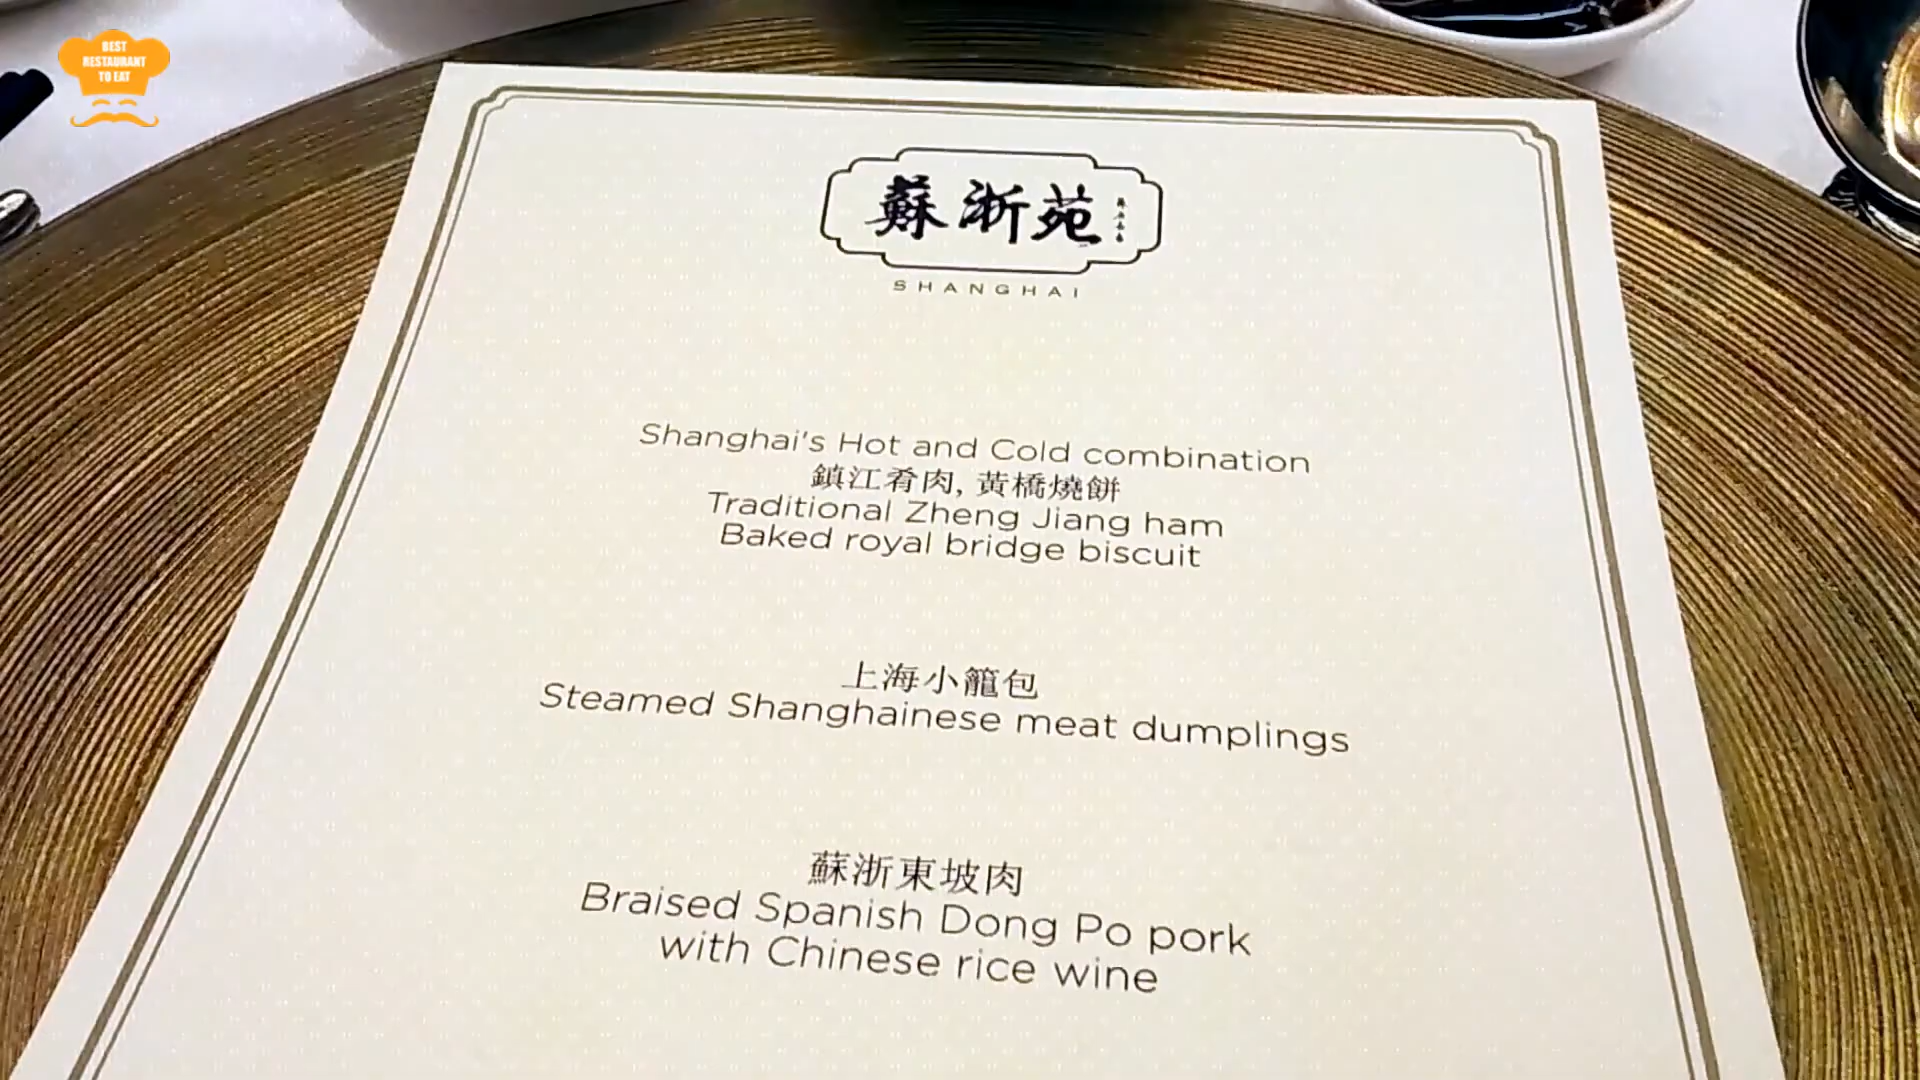 BEST
RESTAURANT
TO EAT
蘇浙苑
SHANGHAI
Shanghai's Hot and Cold combination
鎮江肴肉, 黃橋燒餅
Traditional Zheng Jiang ham
Baked royal bridge biscuit
上海小籠包
Steamed Shanghainese meat dumplings
蘇浙東坡肉
Braised Spanish Dong Po pork
with Chinese rice wine